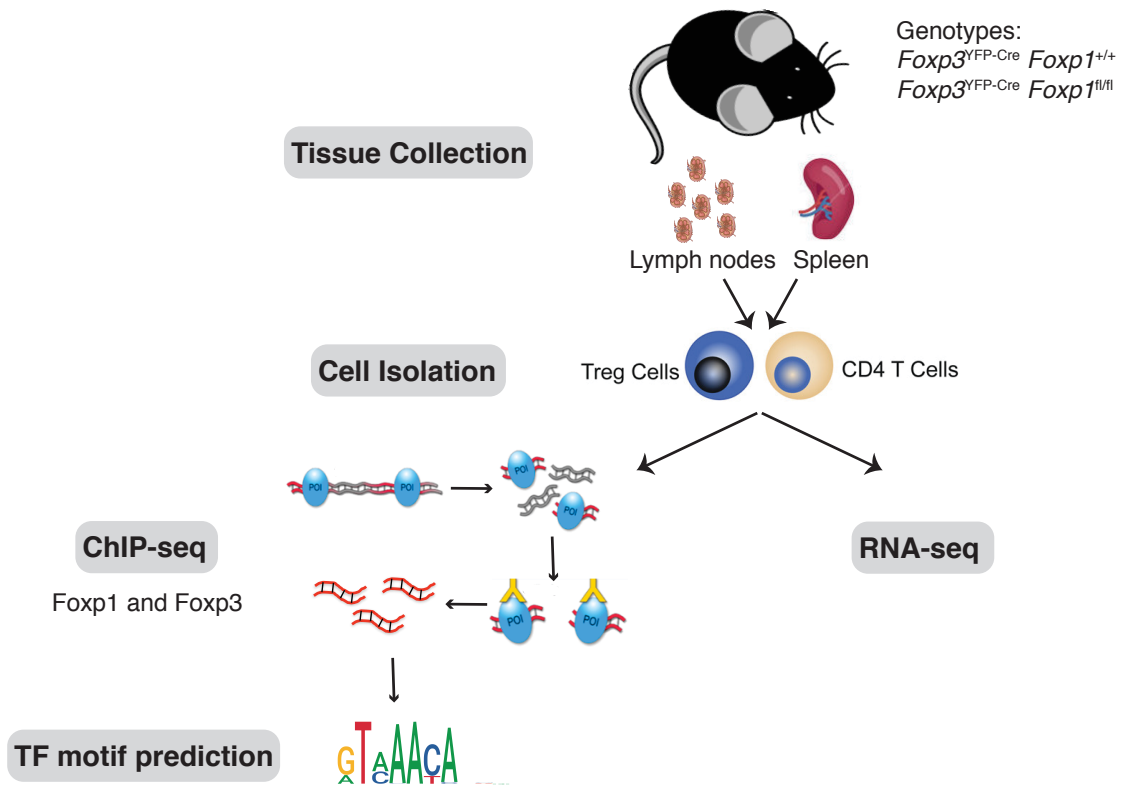 Genotypes:
Foxp3YFP-Cre Foxp1+/+
Foxp3YFP-Cre Foxp1fl/fl
Tissue Collection
Lymph nodes Spleen
Cell Isolation
Treg Cells
CD4 T Cells
POI
POI
POI
POI
ChIP-seq
RNA-seq
Foxp1 and Foxp3
POI
POI
TF motif prediction
GTAAACA
ACT